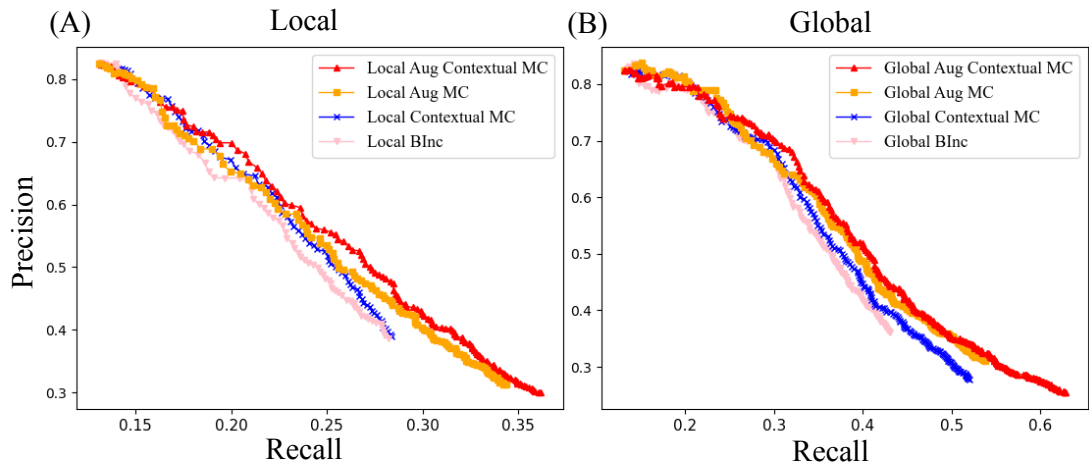 (A) Local
(B) Global
Precision
0.8
0.7
0.6
0.5
0.4
0.3
Local Aug Contextual MC
Local Aug MC
Local Contextual MC
Local BInc
0.15 0.20 0.25 0.30 0.35
Recall
0.8
0.7
0.6
0.5
0.4
0.3
Global Aug Contextual MC
Global Aug MC
Global Contextual MC
Global BInc
0.2 0.3 0.4 0.5 0.6
Recall